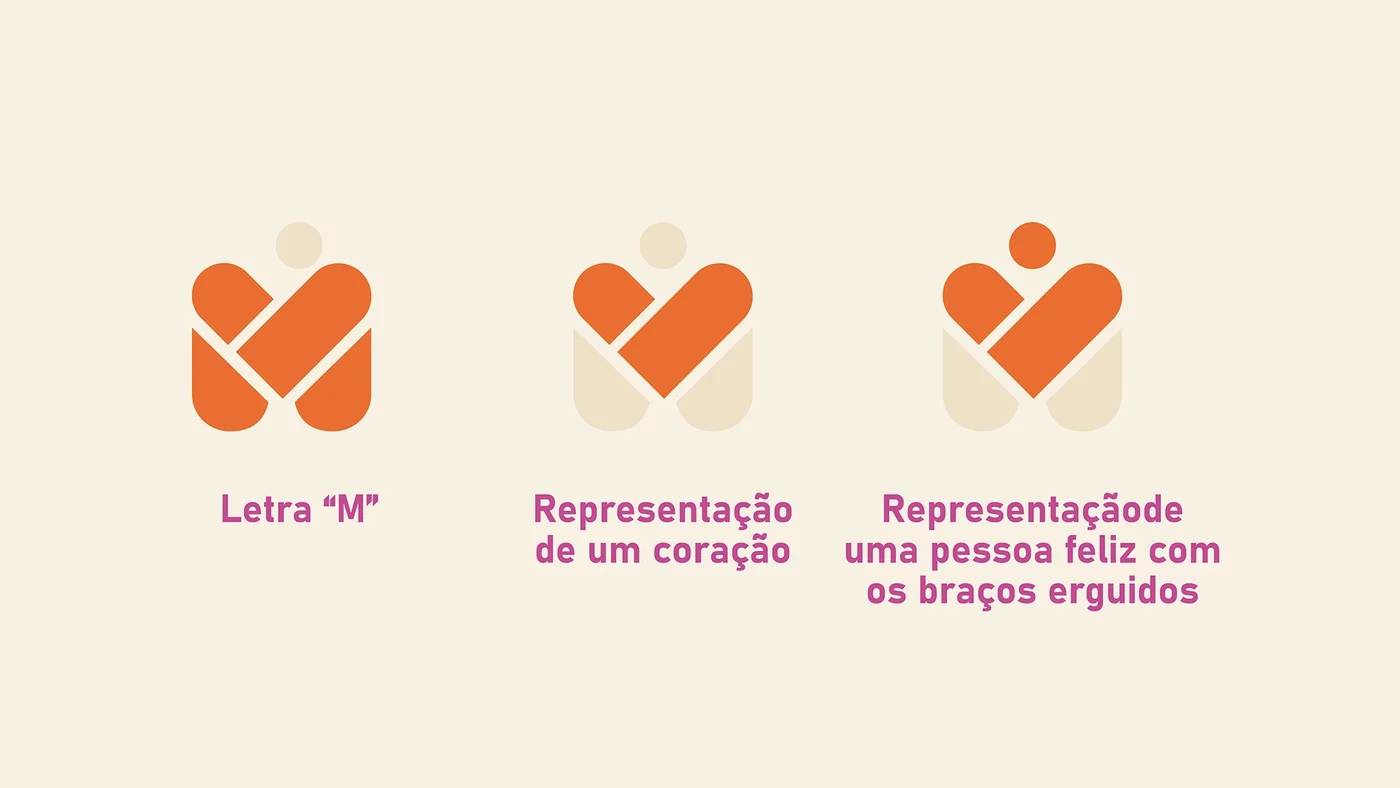 Letra “M”
Representação
de um coração
Representaçãode
uma pessoa feliz com
os braços erguidos